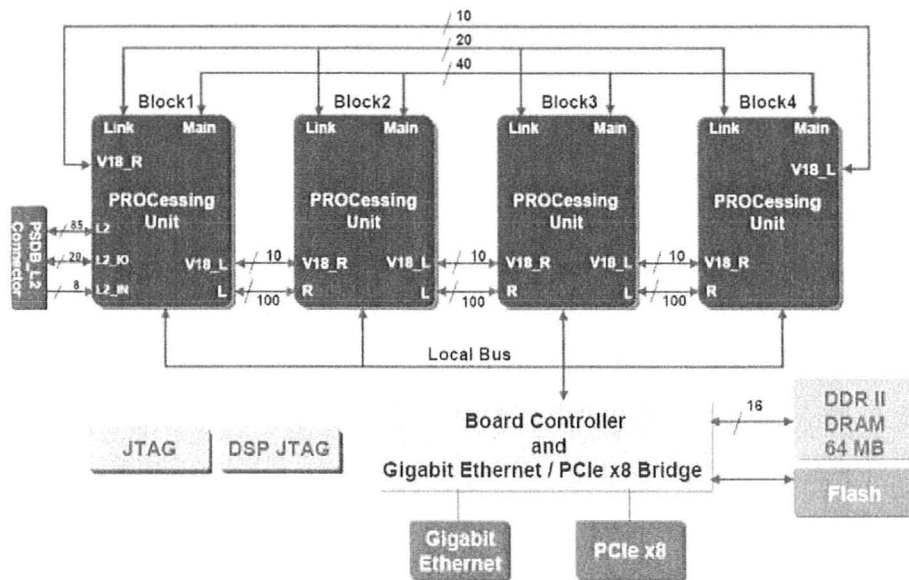 10
20
40
Block1 Block2 Block3 Block4
Link Main Link Main Link Main Link Main
V18_R V18_L
PROCessing PROCessing PROCessing PROCessing
Unit Unit Unit Unit
PSDB_L2
Connector
85 L2
20 L2_IO
8 L2_IN
V18_L 10 V18_R V18_L 10 V18_R V18_L 10 V18_R
L 100 R L 100 R L 100 R
Local Bus
Board Controller
and
Gigabit Ethernet / PCIe x8 Bridge
16
DDR II
DRAM
64 MB
Flash
JTAG DSP JTAG
Gigabit
Ethernet
PCIe x8